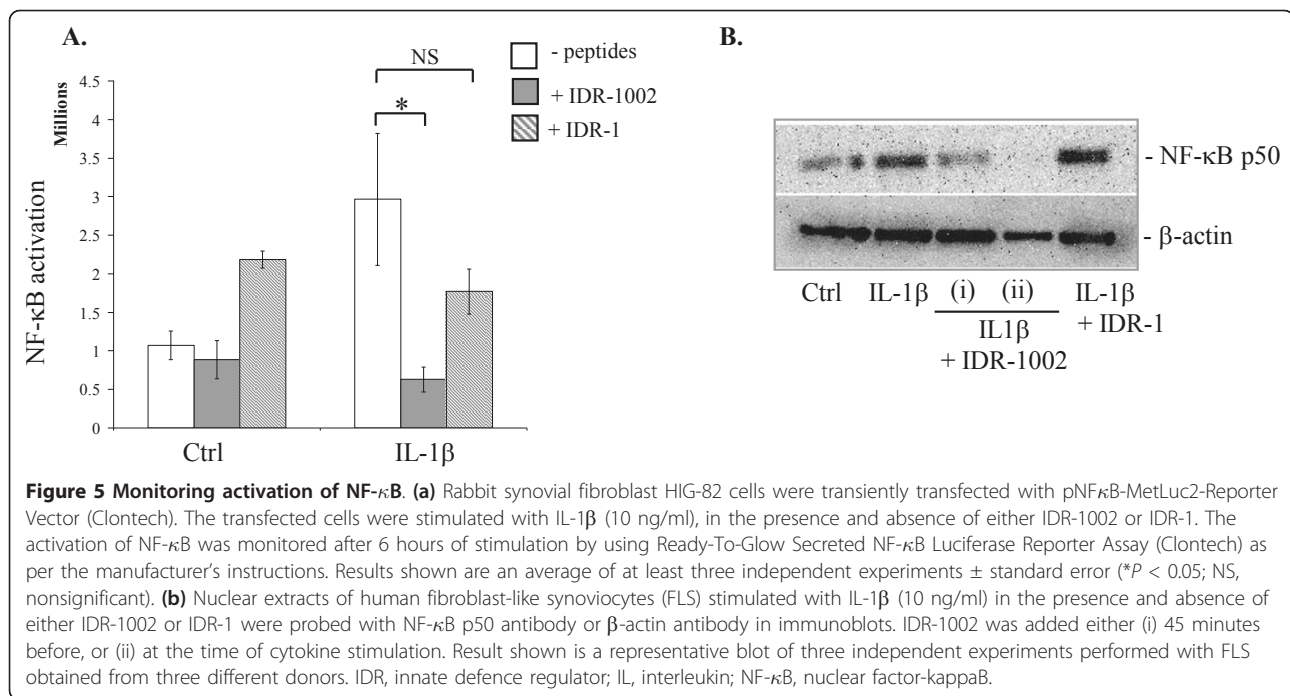 A.
NS
*
- peptides
+ IDR-1002
+ IDR-1
Millions
NF-κB activation
4.5
4
3.5
3
2.5
2
1.5
1
0.5
0
Ctrl
IL-1β
B.
- NF-κB p50
- β-actin
Ctrl IL-1β (i) (ii) IL-1β
+ IDR-1
IL1β
+ IDR-1002
Figure 5 Monitoring activation of NF-κB. (a) Rabbit synovial fibroblast HIG-82 cells were transiently transfected with pNFκB-MetLuc2-Reporter
Vector (Clontech). The transfected cells were stimulated with IL-1β (10 ng/ml), in the presence and absence of either IDR-1002 or IDR-1. The
activation of NF-κB was monitored after 6 hours of stimulation by using Ready-To-Glow Secreted NF-κB Luciferase Reporter Assay (Clontech) as
per the manufacturer's instructions. Results shown are an average of at least three independent experiments ± standard error (*P < 0.05; NS,
nonsignificant). (b) Nuclear extracts of human fibroblast-like synoviocytes (FLS) stimulated with IL-1β (10 ng/ml) in the presence and absence of
either IDR-1002 or IDR-1 were probed with NF-κB p50 antibody or β-actin antibody in immunoblots. IDR-1002 was added either (i) 45 minutes
before, or (ii) at the time of cytokine stimulation. Result shown is a representative blot of three independent experiments performed with FLS
obtained from three different donors. IDR, innate defence regulator; IL, interleukin; NF-κB, nuclear factor-kappaB.